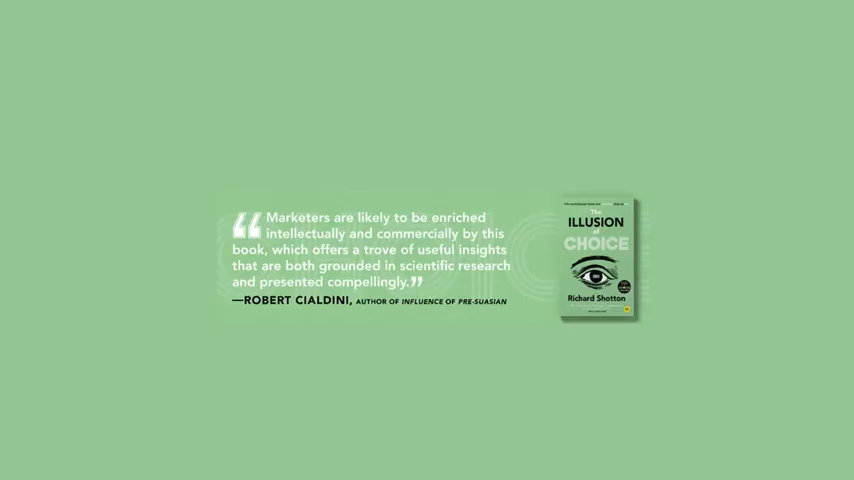 “Marketers are likely to be enriched
intellectually and commercially by this
book, which offers a trove of useful insights
that are both grounded in scientific research
and presented compellingly.”
—ROBERT CIALDINI, AUTHOR OF INFLUENCE OF PRE-SUASION
The
ILLUSION
of
CHOICE
Richard Shotton